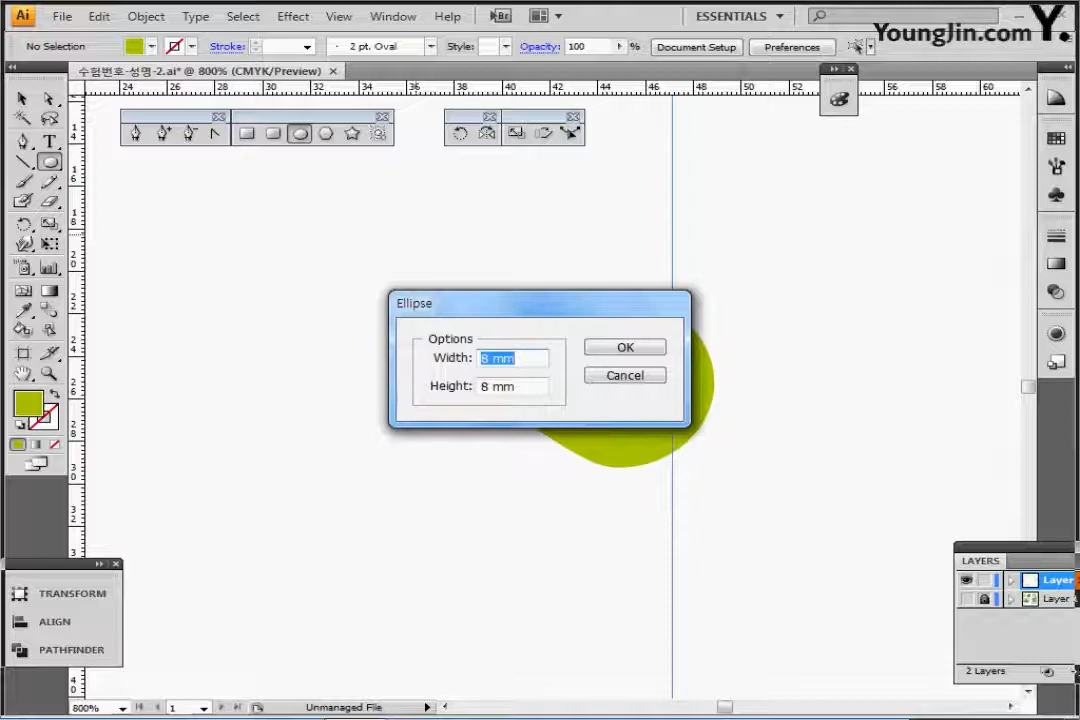 Ai File Edit Object Type Select Effect View Window Help Br ESSENTIALS
YoungJin.com Y.
No Selection Stroke: 2 pt. Oval Style: Opacity: 100 % Document Setup Preferences
수험번호-성명-2.ai* @ 800% (CMYK/Preview)
24 26 28 30 32 34 36 38 40 42 44 46 48 50 52 54 56 58 60
Ellipse
Options
Width: 8 mm OK
Height: 8 mm Cancel
LAYERS
Layer
Layer
2 Layers
TRANSFORM
ALIGN
PATHFINDER
800% 1 Unmanaged File